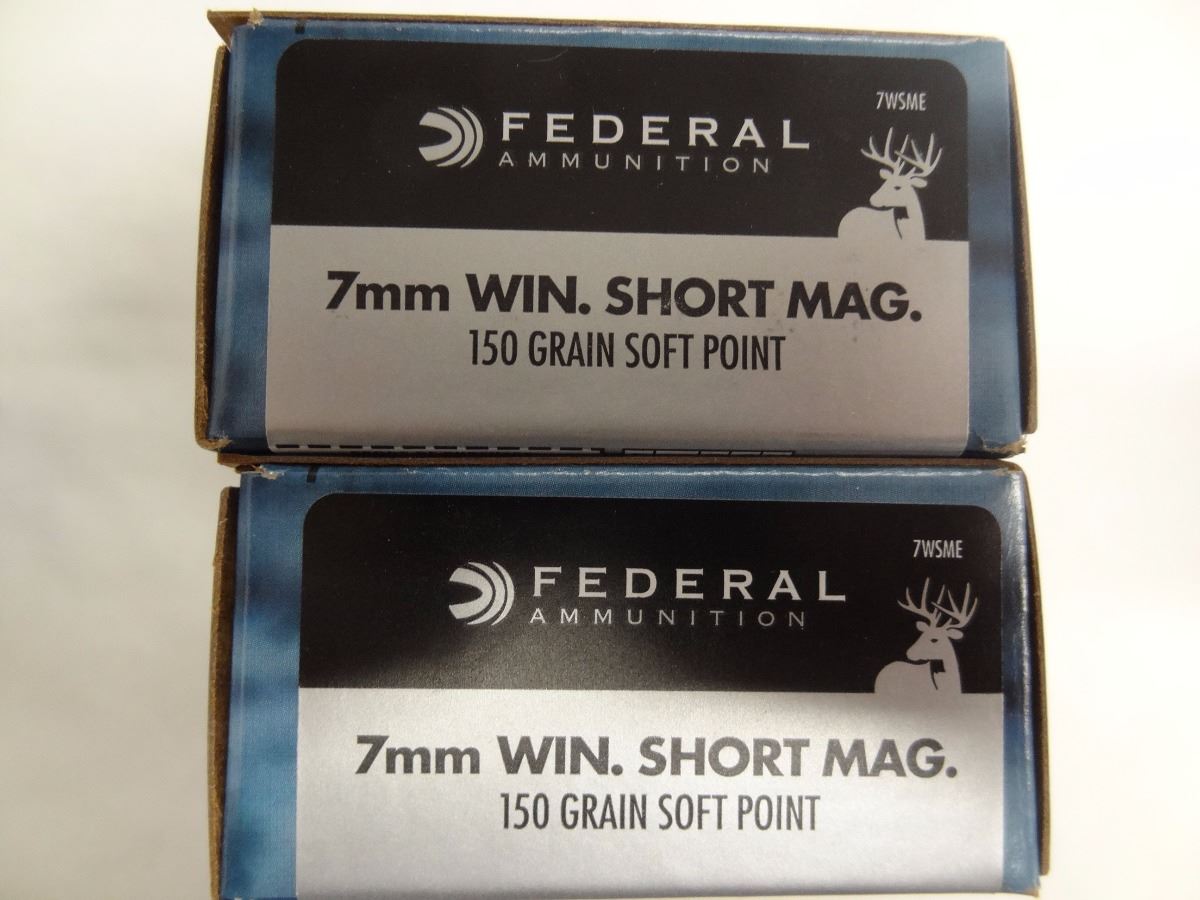 7WSME
FEDERAL
AMMUNITION
7mm WIN. SHORT MAG.
150 GRAIN SOFT POINT
7WSME
FEDERAL
AMMUNITION
7mm WIN. SHORT MAG.
150 GRAIN SOFT POINT